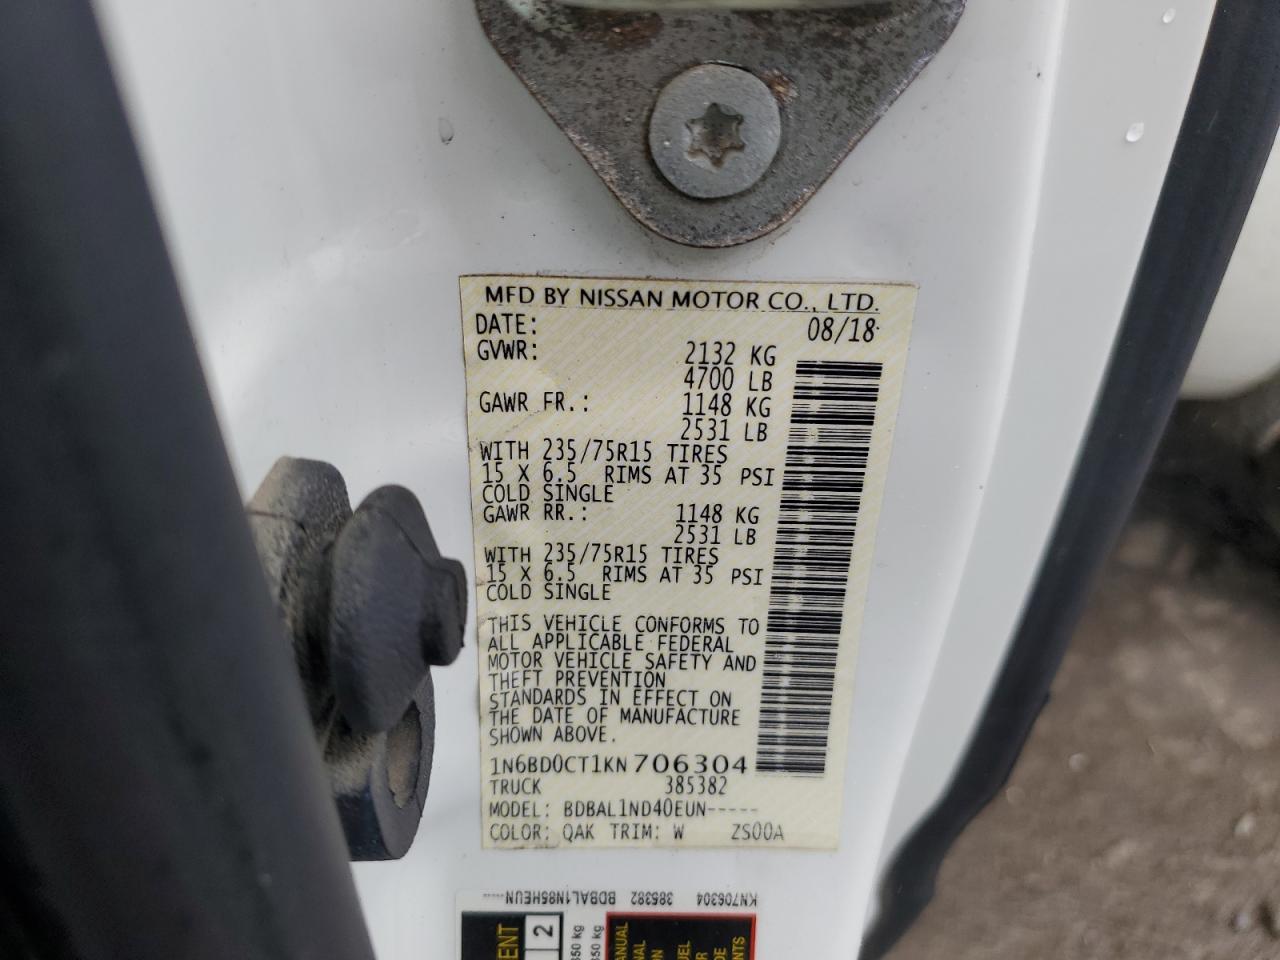 MFD BY NISSAN MOTOR CO., LTD.
DATE: 08/18
GVWR: 2132 KG
4700 LB
GAWR FR.: 1148 KG
2531 LB
WITH 235/75R15 TIRES
15 X 6.5 RIMS AT 35 PSI
COLD SINGLE
GAWR RR.: 1148 KG
2531 LB
WITH 235/75R15 TIRES
15 X 6.5 RIMS AT 35 PSI
COLD SINGLE
THIS VEHICLE CONFORMS TO
ALL APPLICABLE FEDERAL
MOTOR VEHICLE SAFETY AND
THEFT PREVENTION
STANDARDS IN EFFECT ON
THE DATE OF MANUFACTURE
SHOWN ABOVE.
1N6BD0CT1KN706304
TRUCK 385382
MODEL: BDBAL1ND40EUN-----
COLOR: QAK TRIM: W ZS00A
KN706304 385382 BDBAL1N85HEUN-----
2